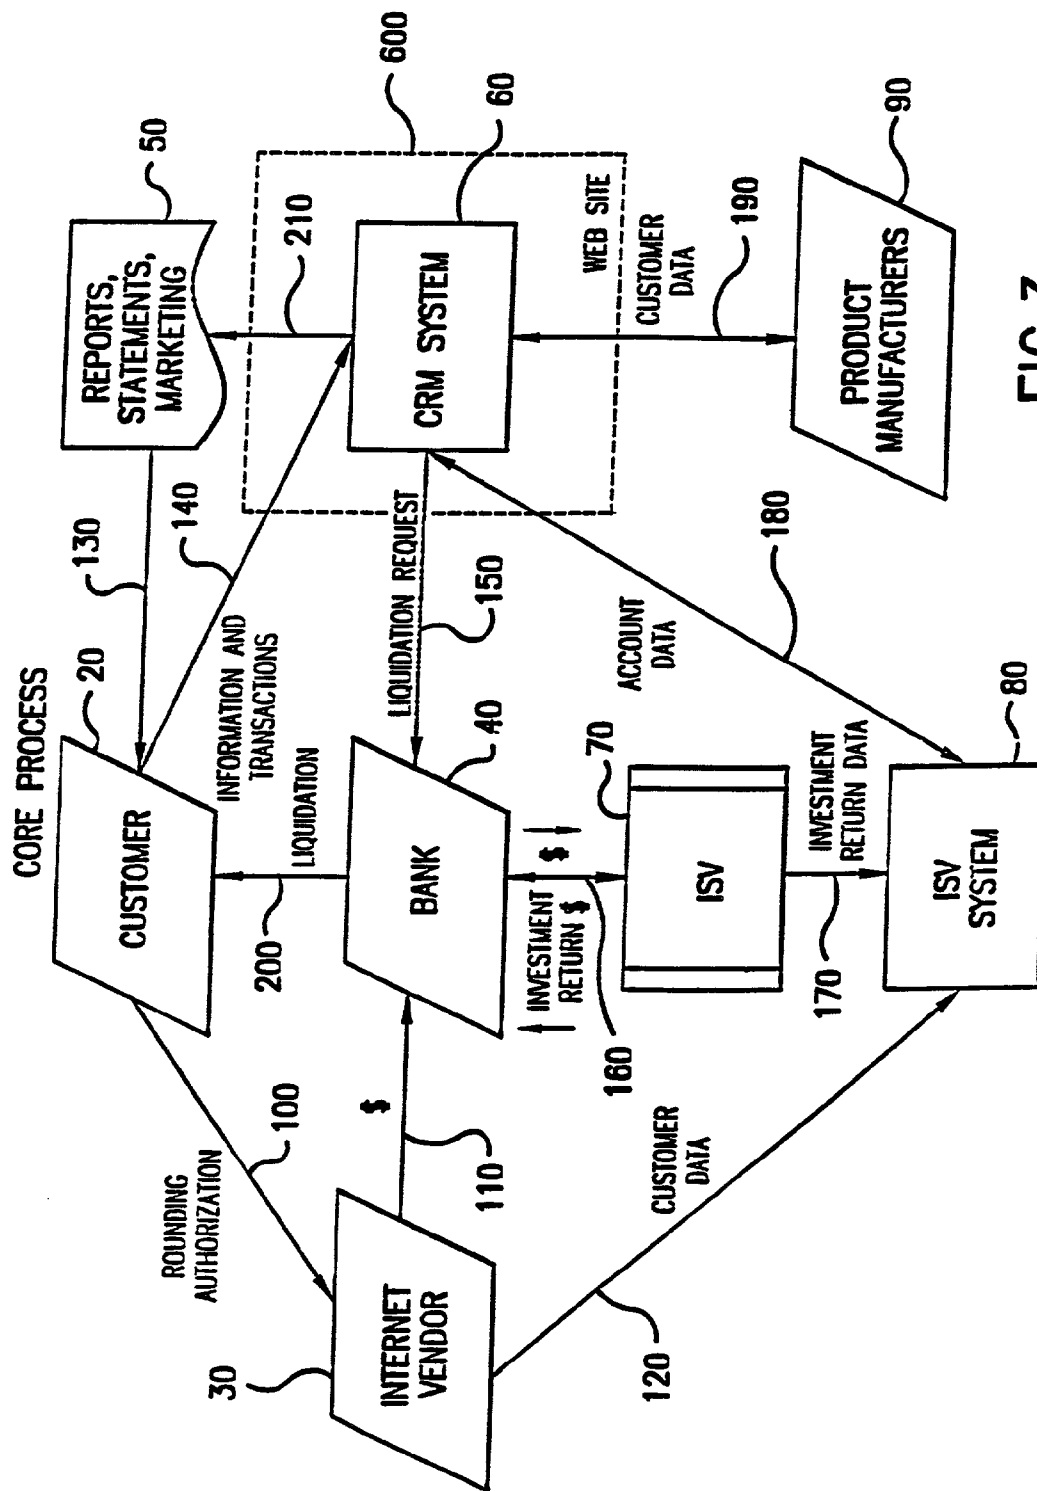 CORE PROCESS
20
CUSTOMER
130
REPORTS,
STATEMENTS,
MARKETING
50
100
ROUNDING
AUTHORIZATION
200
LIQUIDATION
INFORMATION AND
TRANSACTIONS
140
210
600
30
INTERNET
VENDOR
$
110
BANK
40
LIQUIDATION REQUEST
150
CRM SYSTEM
60
WEB SITE
INVESTMENT
RETURN $
$
160
70
ISV
CUSTOMER
DATA
120
ACCOUNT
DATA
180
CUSTOMER
DATA
190
170
INVESTMENT
RETURN DATA
ISV
SYSTEM
80
PRODUCT
MANUFACTURERS
90